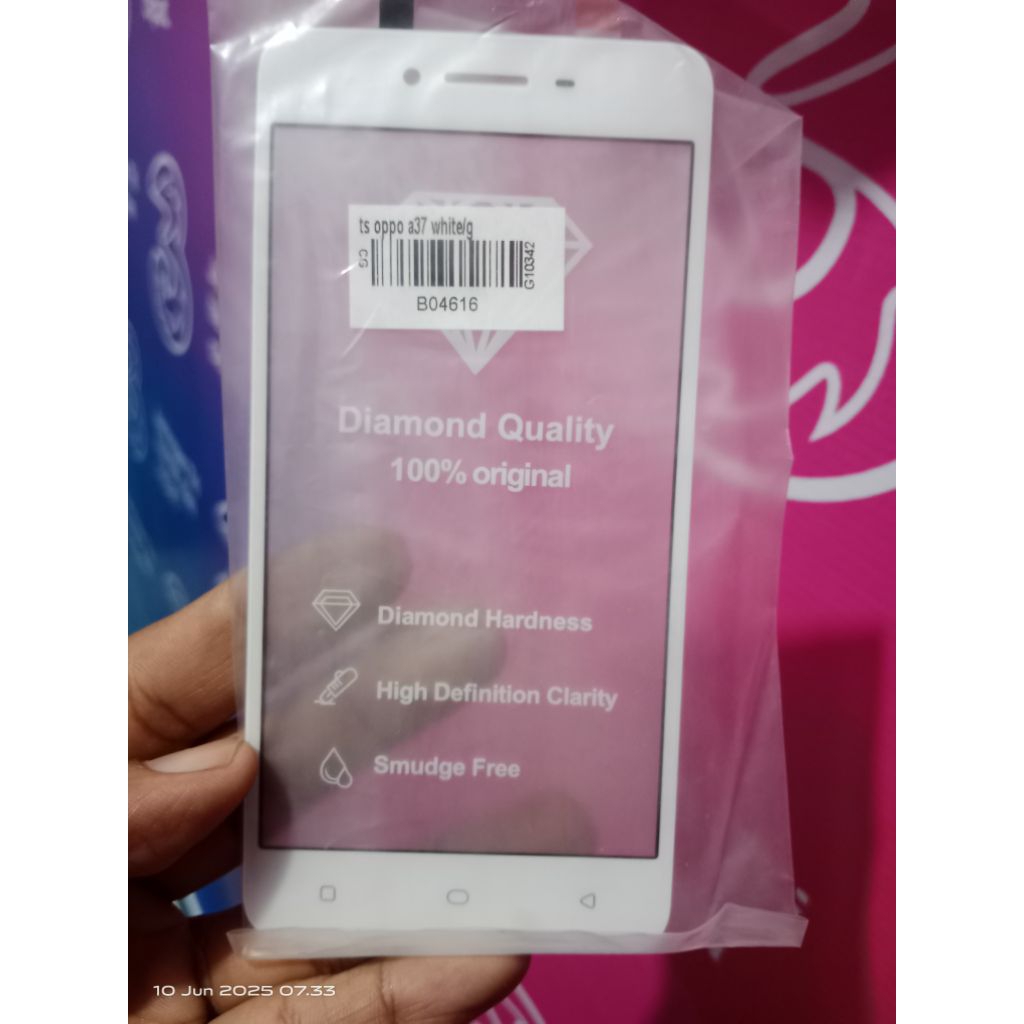 ts oppo a37 white/g
CG
G10342
B04616
Diamond Quality
100% original
Diamond Hardness
High Definition Clarity
Smudge Free
10 Jun 2025 07.33